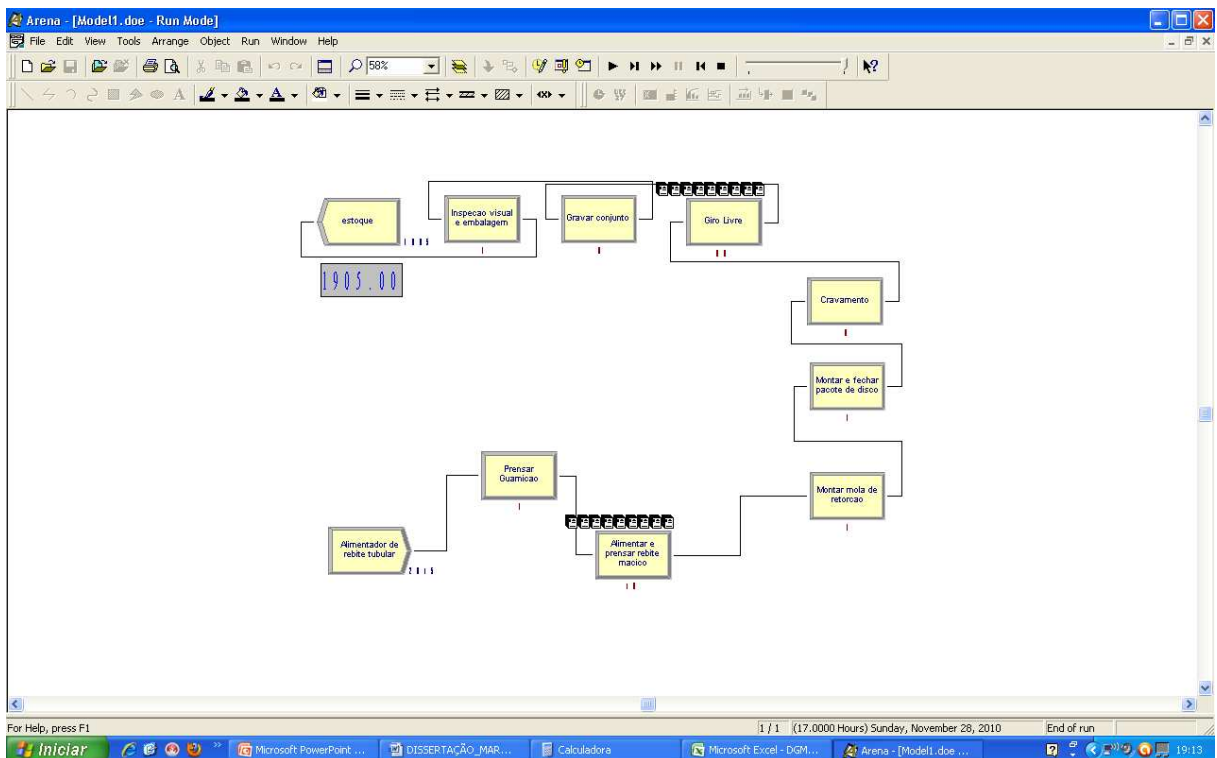 Arena - [Model1.doe - Run Mode]
File Edit View Tools Arrange Object Run Window Help
58%
estoque
Inspecao visual
e embalagem
Gravar conjunto
Giro Livre
1905.00
Cravamento
Montar e fechar
pacote de disco
Prensar
Guarnicao
Montar mola de
retorcao
Alimentador de
rebite tubular
Alimentar e
prensar rebite
macico
For Help, press F1
1 / 1
(17.0000 Hours) Sunday, November 28, 2010
End of run
Iniciar
Microsoft PowerPoint ...
DISSERTAÇÃO_MAR...
Calculadora
Microsoft Excel - DGM...
Arena - [Model1.doe ...
19:13